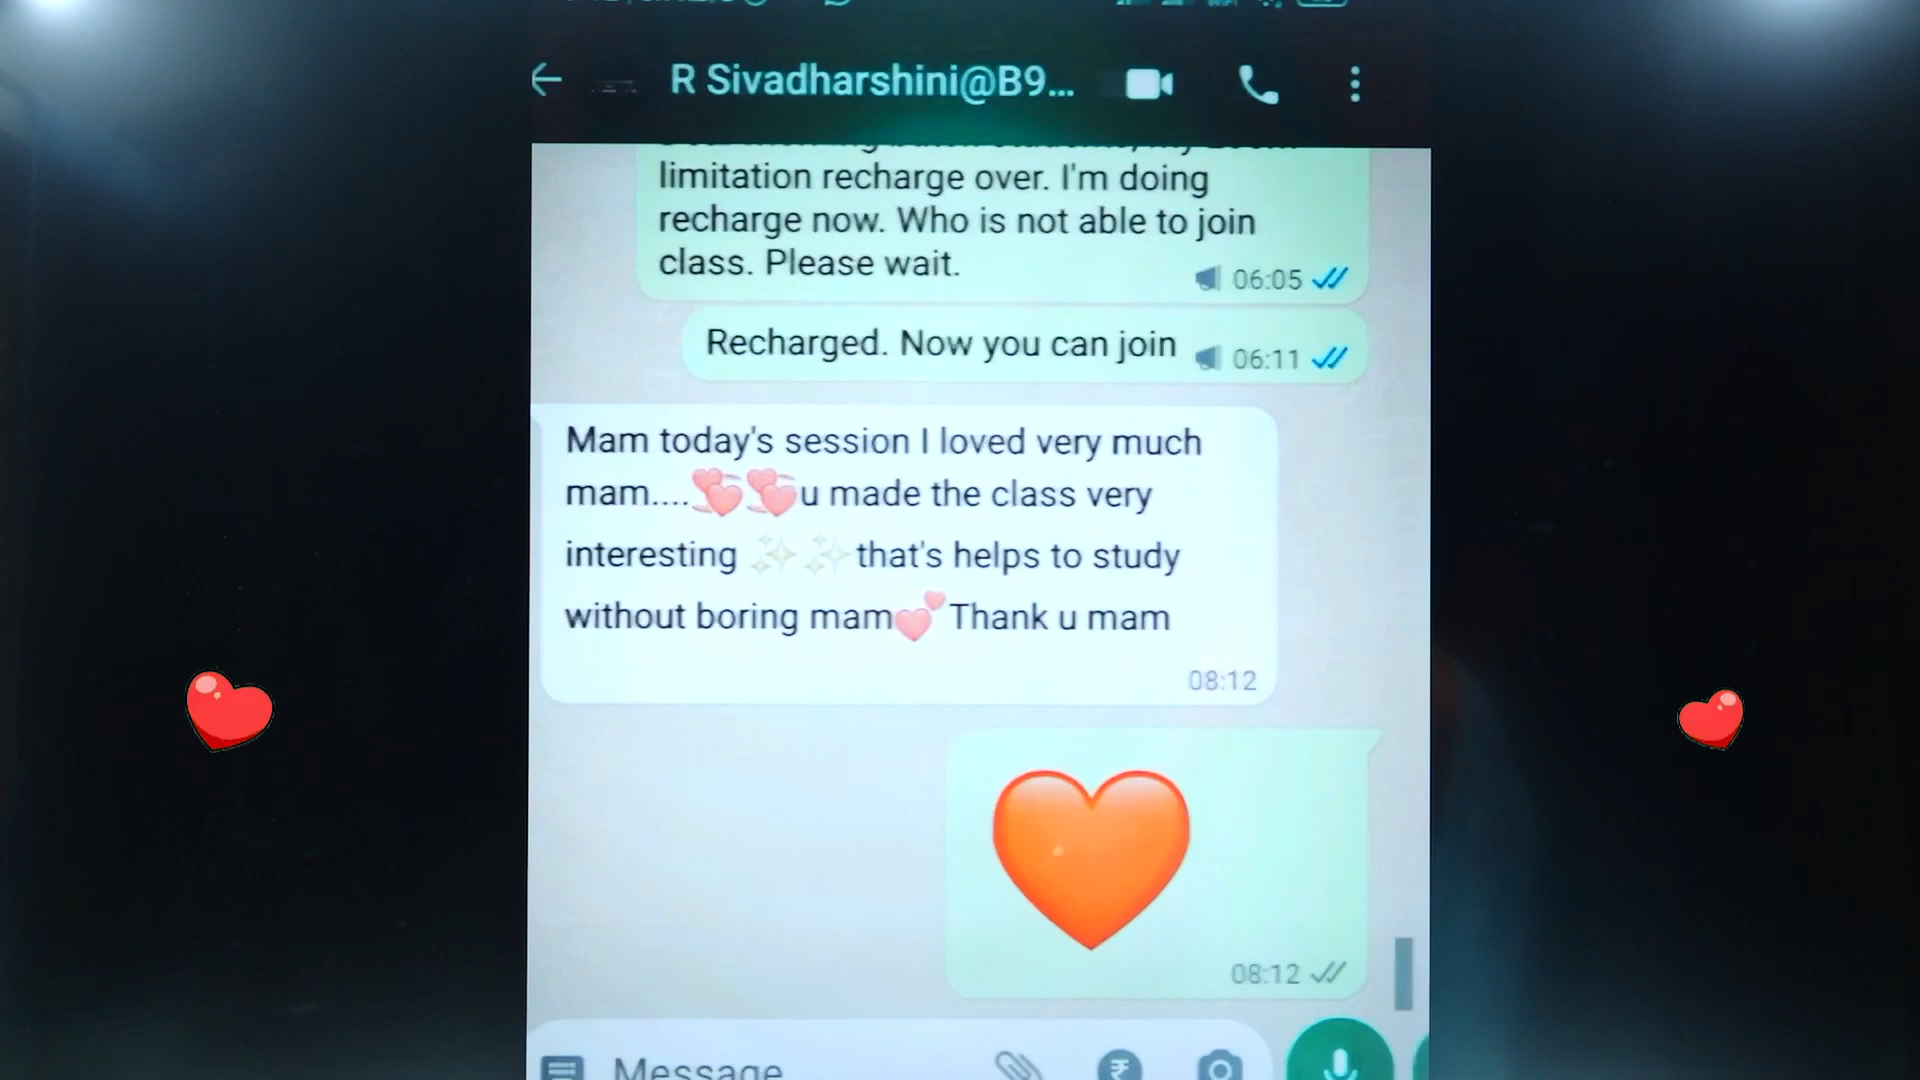 R Sivadharshini@B9...
limitation recharge over. I'm doing
recharge now. Who is not able to join
class. Please wait.
06:05
Recharged. Now you can join
06:11
Mam today's session I loved very much
mam....💞💞u made the class very
interesting ✨✨that's helps to study
without boring mam💕Thank u mam
08:12
🧡
08:12
Message